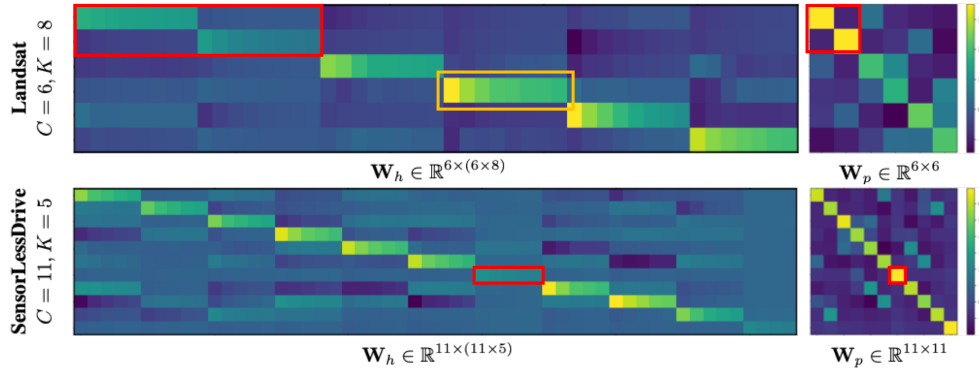 Landsat
C = 6, K = 8
W_h ∈ ℝ^{6×(6×8)}
W_p ∈ ℝ^{6×6}
SensorLessDrive
C = 11, K = 5
W_h ∈ ℝ^{11×(11×5)}
W_p ∈ ℝ^{11×11}